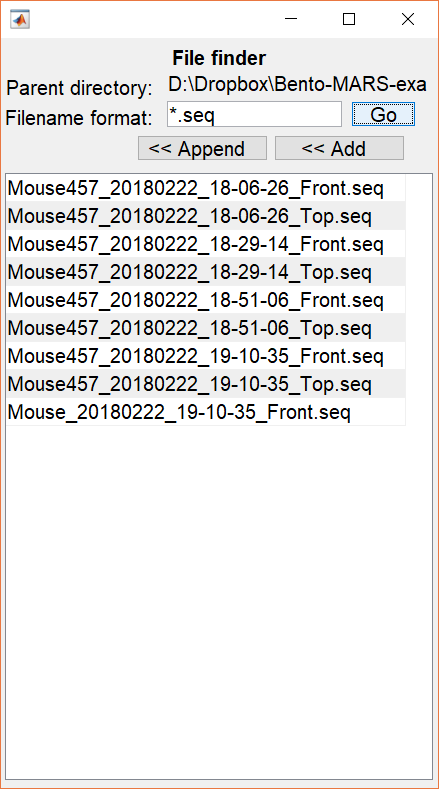 File finder
Parent directory: D:\Dropbox\Bento-MARS-exa
Filename format: *.seq Go
<< Append << Add
Mouse457_20180222_18-06-26_Front.seq
Mouse457_20180222_18-06-26_Top.seq
Mouse457_20180222_18-29-14_Front.seq
Mouse457_20180222_18-29-14_Top.seq
Mouse457_20180222_18-51-06_Front.seq
Mouse457_20180222_18-51-06_Top.seq
Mouse457_20180222_19-10-35_Front.seq
Mouse457_20180222_19-10-35_Top.seq
Mouse_20180222_19-10-35_Front.seq